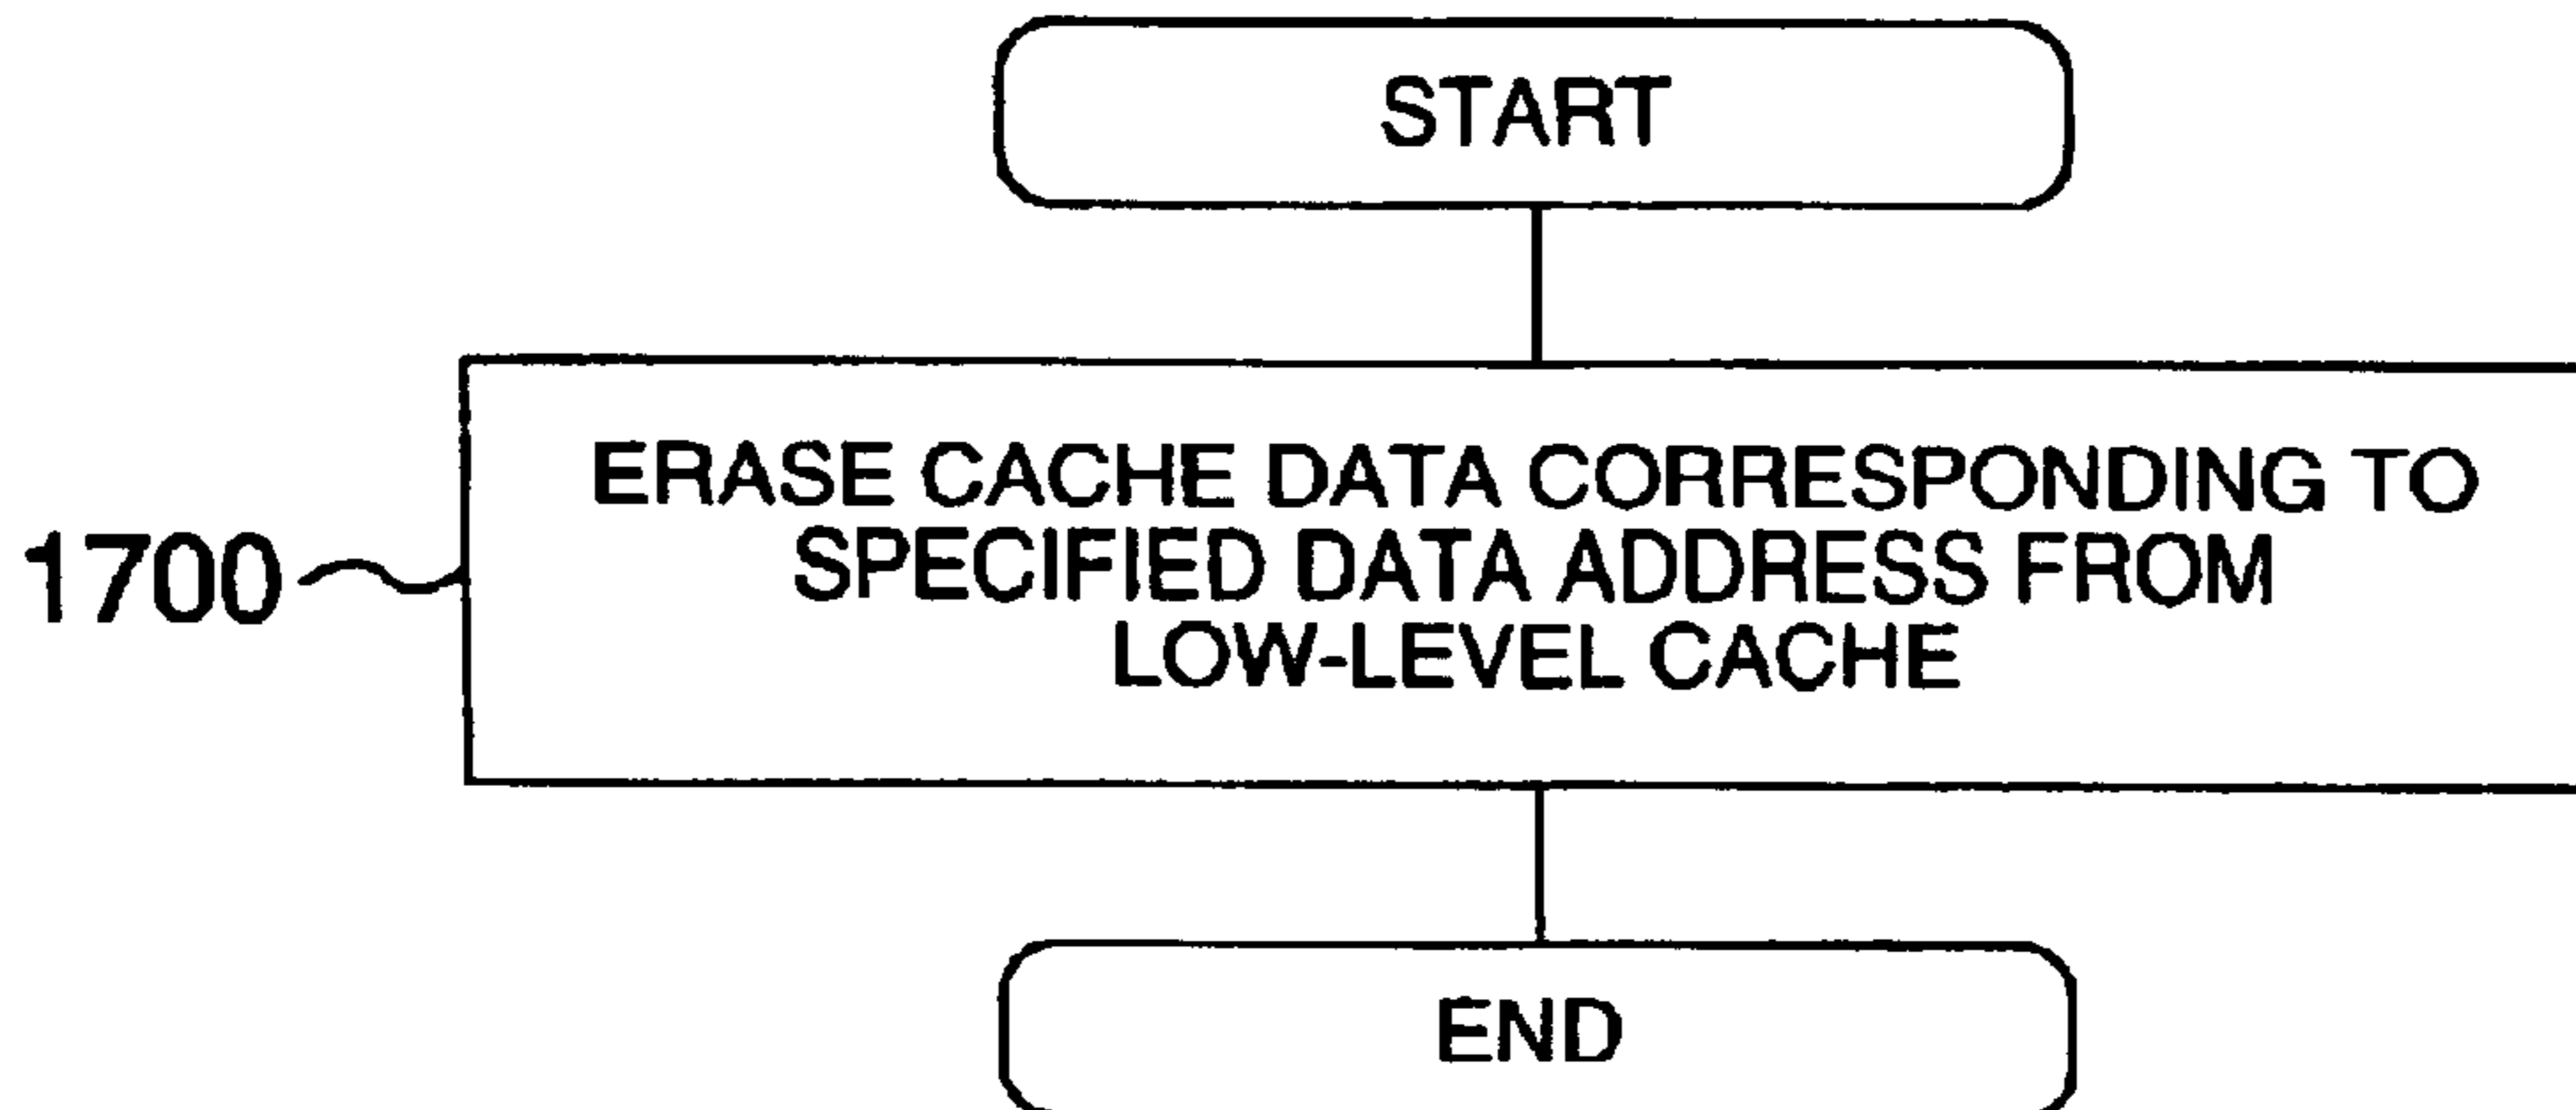 START
ERASE CACHE DATA CORRESPONDING TO
SPECIFIED DATA ADDRESS FROM
LOW-LEVEL CACHE
1700
END